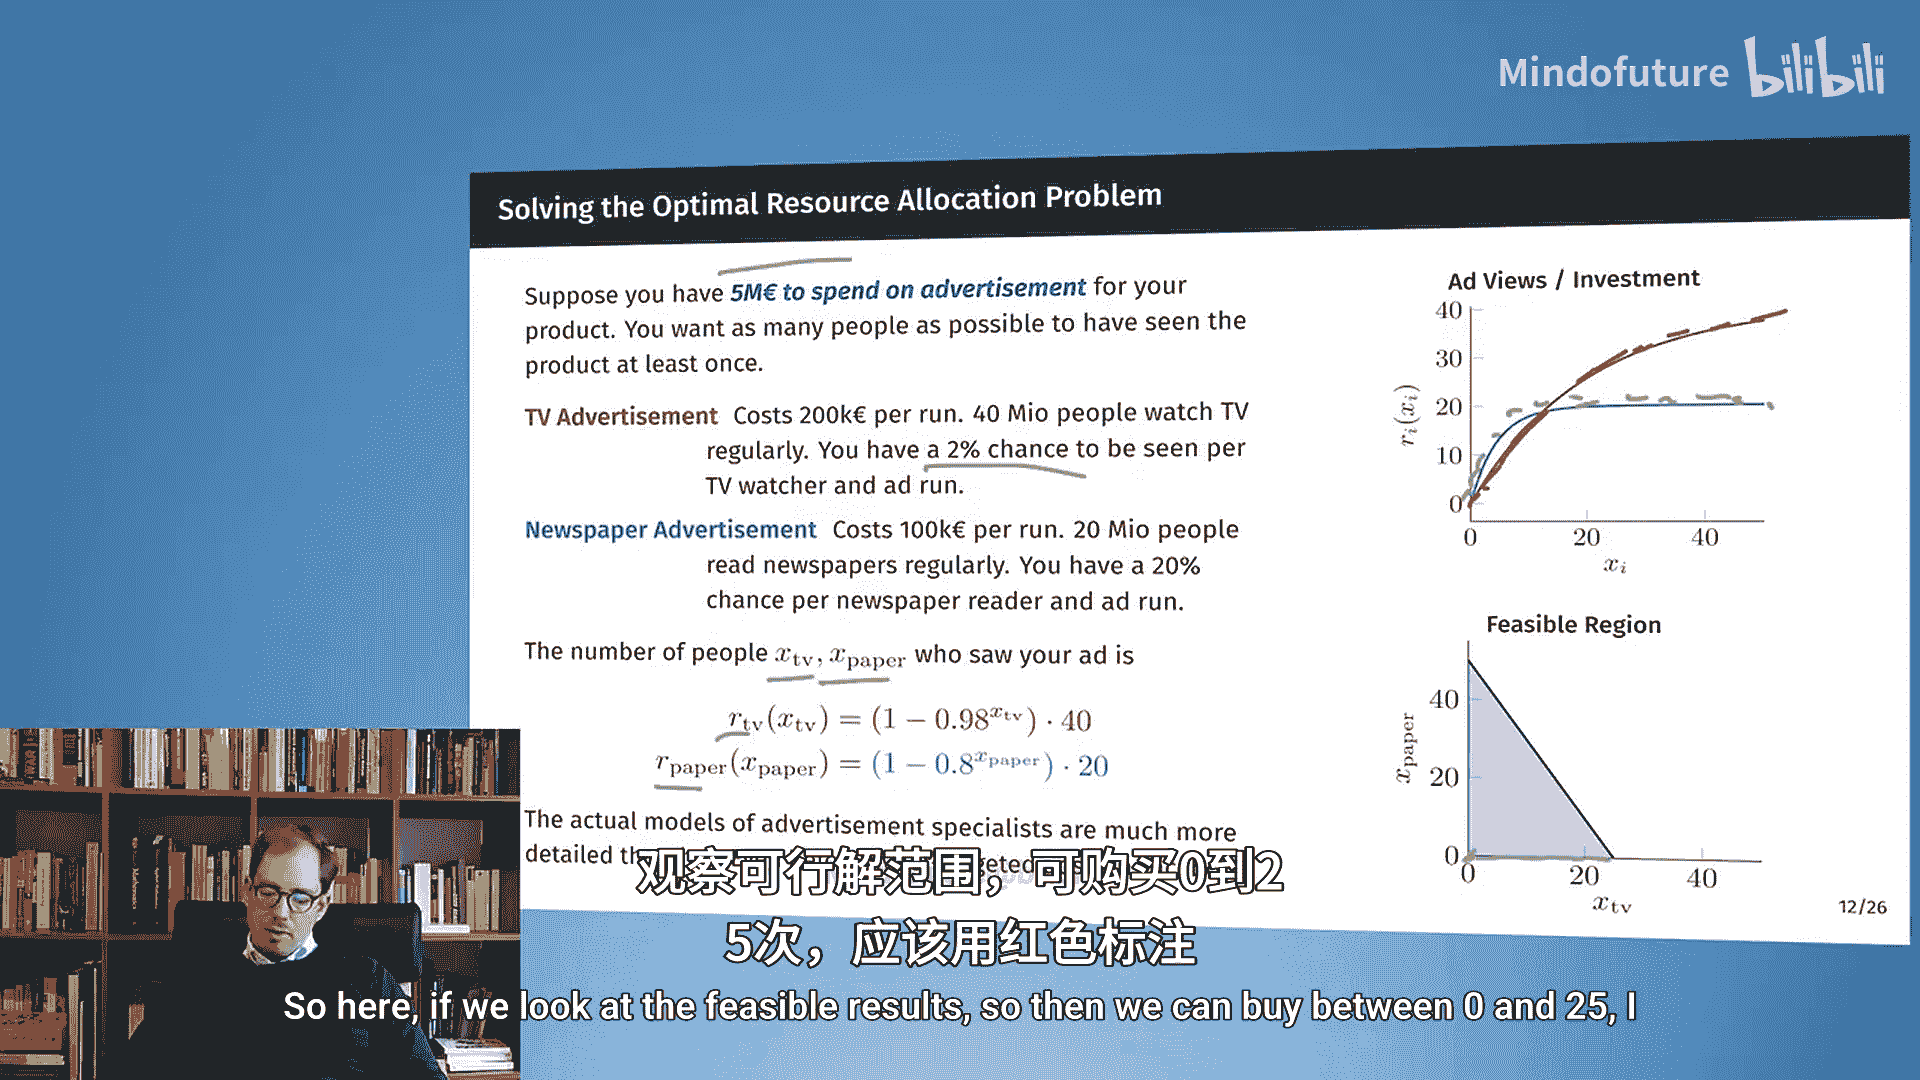 Mindofuture bilibili
Solving the Optimal Resource Allocation Problem
Suppose you have 5M€ to spend on advertisement for your
product. You want as many people as possible to have seen the
product at least once.
TV Advertisement Costs 200k€ per run. 40 Mio people watch TV
regularly. You have a 2% chance to be seen per
TV watcher and ad run.
Newspaper Advertisement Costs 100k€ per run. 20 Mio people
read newspapers regularly. You have a 20%
chance per newspaper reader and ad run.
The number of people x_tv, x_paper who saw your ad is
r_tv(x_tv) = (1 − 0.98^{x_tv}) · 40
r_paper(x_paper) = (1 − 0.8^{x_paper}) · 20
The actual models of advertisement specialists are much more
detailed
Ad Views / Investment
40
30
20
10
0
r_i(x_i)
0 20 40
x_i
Feasible Region
40
20
0
x_paper
0 20 40
x_tv
12/26
观察可行解范围，可购买0到2
5次，应该用红色标注
So here, if we look at the feasible results, so then we can buy between 0 and 25, I